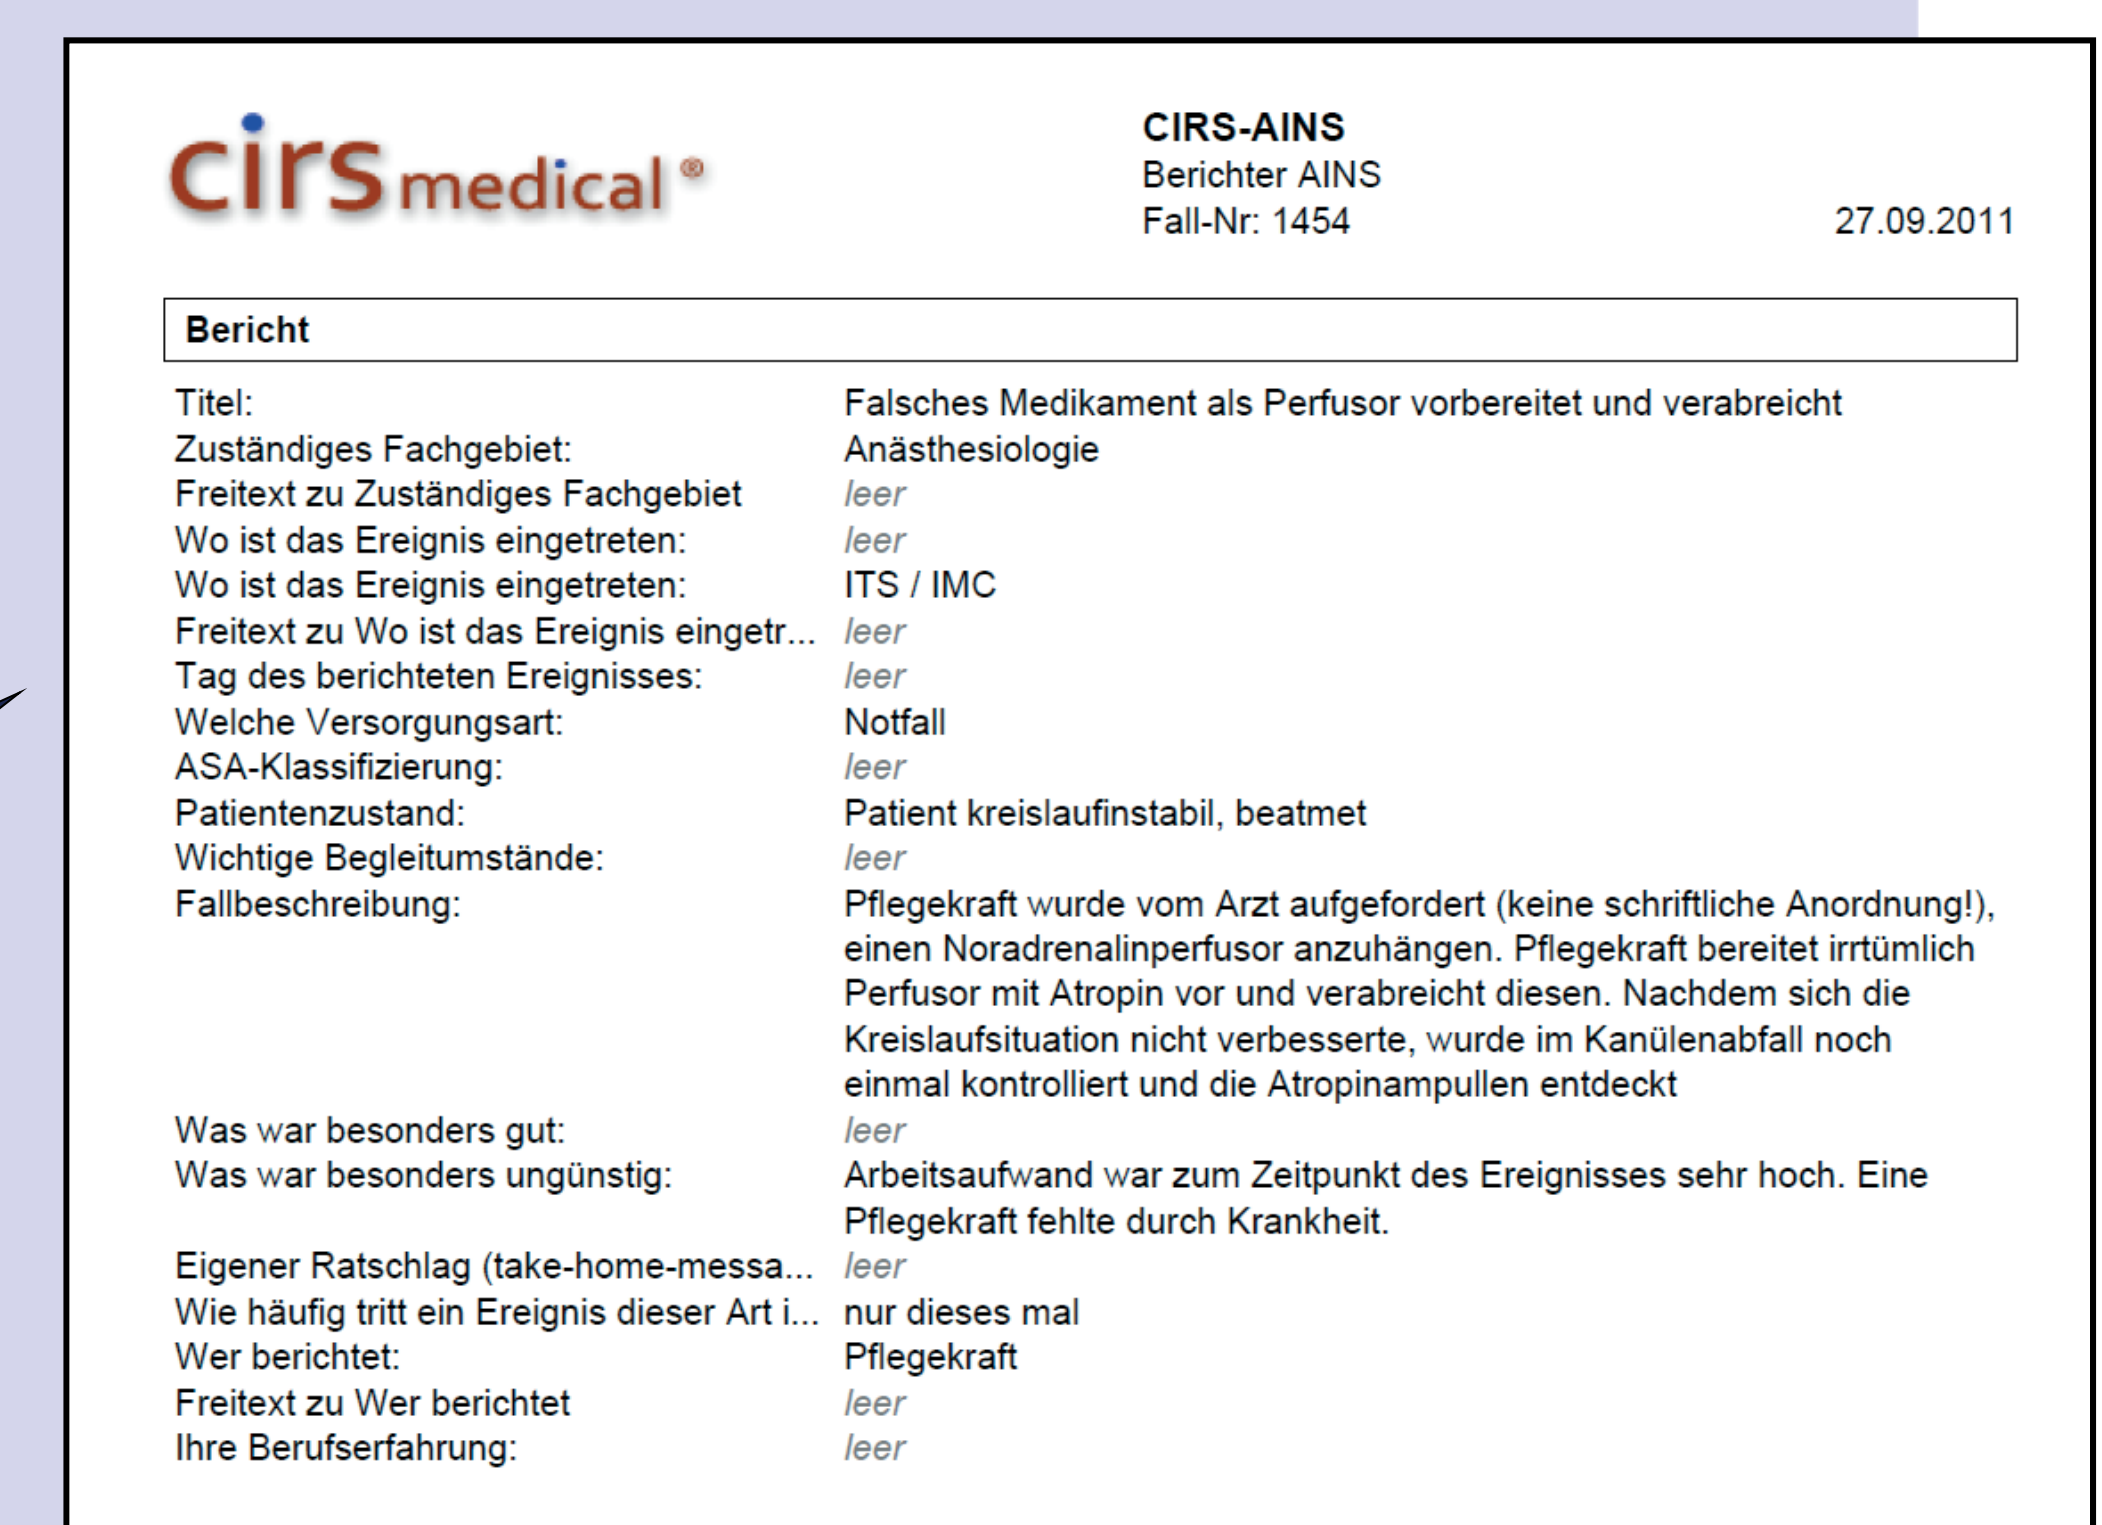 cirs medical ®
CIRS-AINS
Berichter AINS
Fall-Nr: 1454 27.09.2011
Bericht
Titel: Falsches Medikament als Perfusor vorbereitet und verabreicht
Zuständiges Fachgebiet: Anästhesiologie
Freitext zu Zuständiges Fachgebiet leer
Wo ist das Ereignis eingetreten: leer
Wo ist das Ereignis eingetreten: ITS / IMC
Freitext zu Wo ist das Ereignis eingetr... leer
Tag des berichteten Ereignisses: leer
Welche Versorgungsart: Notfall
ASA-Klassifizierung: leer
Patientenzustand: Patient kreislaufinstabil, beatmet
Wichtige Begleitumstände: leer
Fallbeschreibung: Pflegekraft wurde vom Arzt aufgefordert (keine schriftliche Anordnung!),
einen Noradrenalinperfusor anzuhängen. Pflegekraft bereitet irrtümlich
Perfusor mit Atropin vor und verabreicht diesen. Nachdem sich die
Kreislaufsituation nicht verbesserte, wurde im Kanülenabfall noch
einmal kontrolliert und die Atropinampullen entdeckt
Was war besonders gut: leer
Was war besonders ungünstig: Arbeitsaufwand war zum Zeitpunkt des Ereignisses sehr hoch. Eine
Pflegekraft fehlte durch Krankheit.
Eigener Ratschlag (take-home-messa... leer
Wie häufig tritt ein Ereignis dieser Art i... nur dieses mal
Wer berichtet: Pflegekraft
Freitext zu Wer berichtet leer
Ihre Berufserfahrung: leer